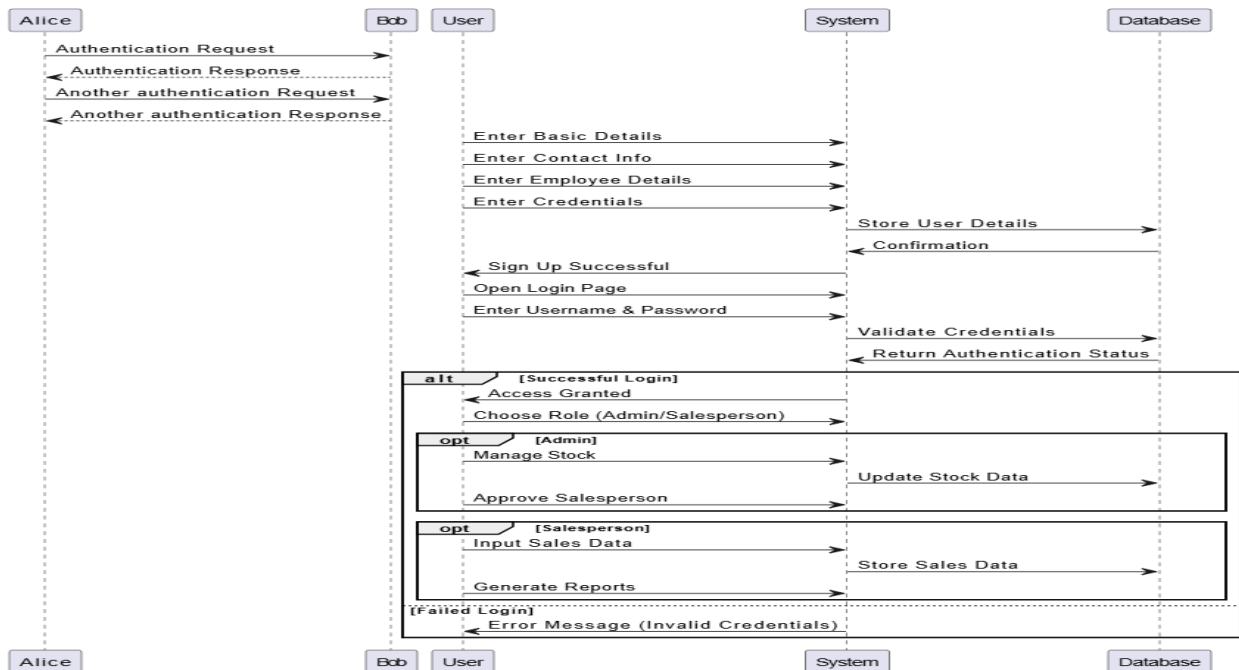 Alice Bob User System Database
Authentication Request
Authentication Response
Another authentication Request
Another authentication Response
Enter Basic Details
Enter Contact Info
Enter Employee Details
Enter Credentials
Store User Details
Confirmation
Sign Up Successful
Open Login Page
Enter Username & Password
Validate Credentials
Return Authentication Status
alt [Successful Login]
Access Granted
Choose Role (Admin/Salesperson)
opt [Admin]
Manage Stock
Update Stock Data
Approve Salesperson
opt [Salesperson]
Input Sales Data
Store Sales Data
Generate Reports
[Failed Login]
Error Message (Invalid Credentials)
Alice Bob User System Database